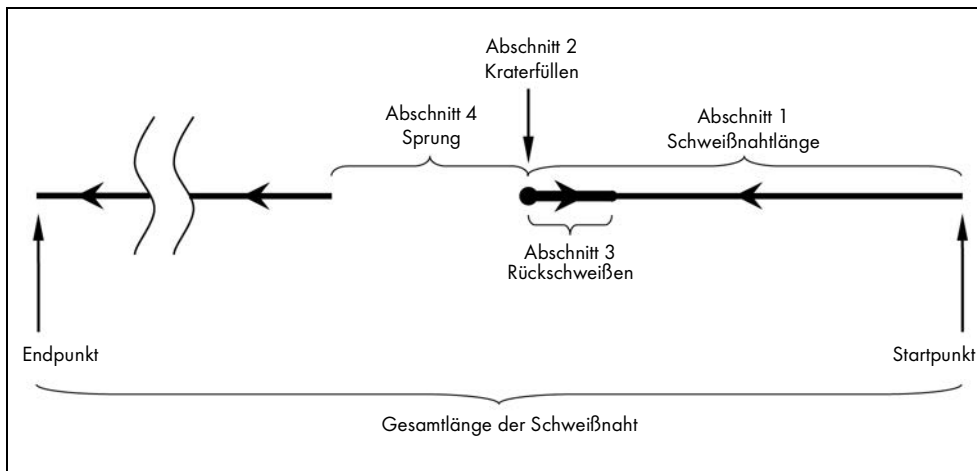 Abschnitt 2
Kraterfüllen
Abschnitt 4
Sprung
Abschnitt 1
Schweißnahtlänge
Abschnitt 3
Rückschweißen
Endpunkt
Startpunkt
Gesamtlänge der Schweißnaht